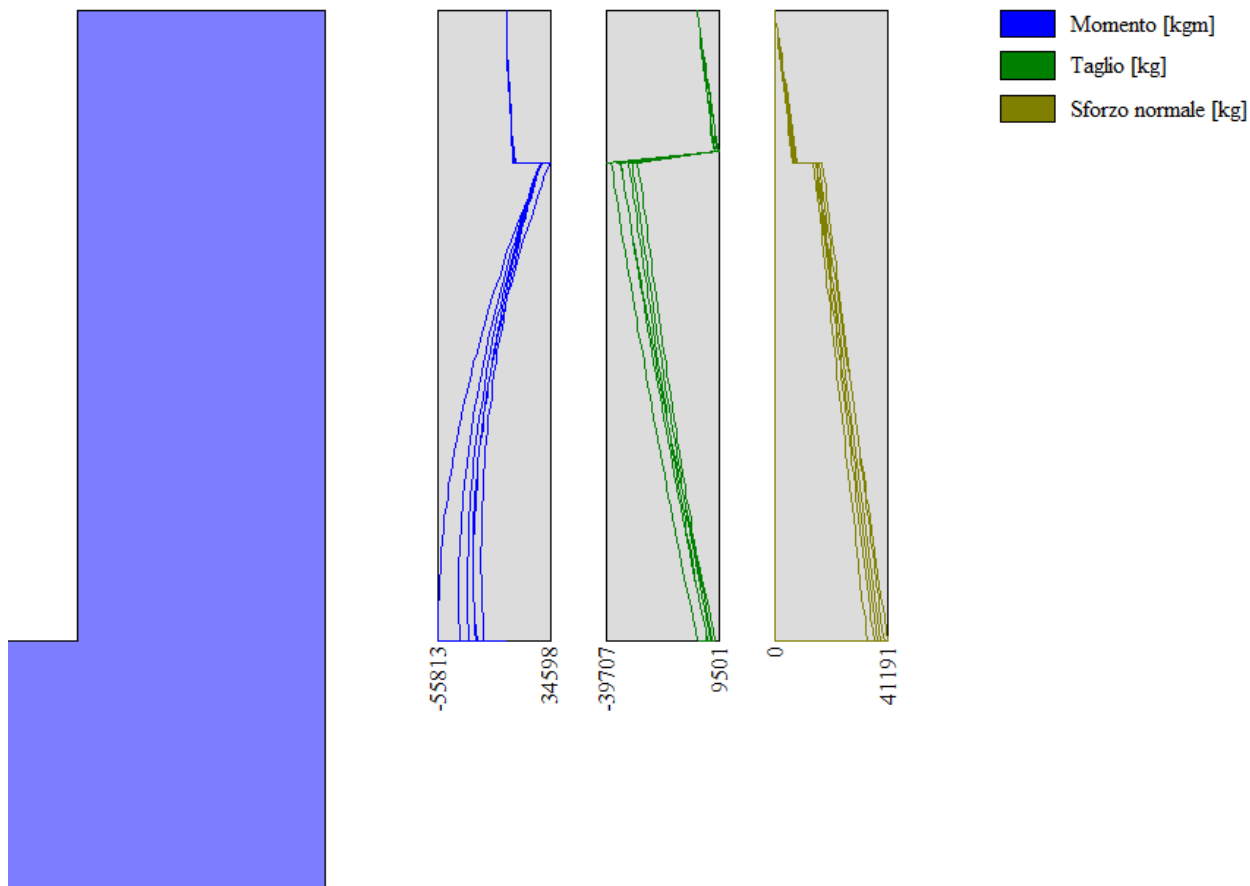 Momento [kgm]
Taglio [kg]
Sforzo normale [kg]
-55813
34598
-39707
9501
0
41191